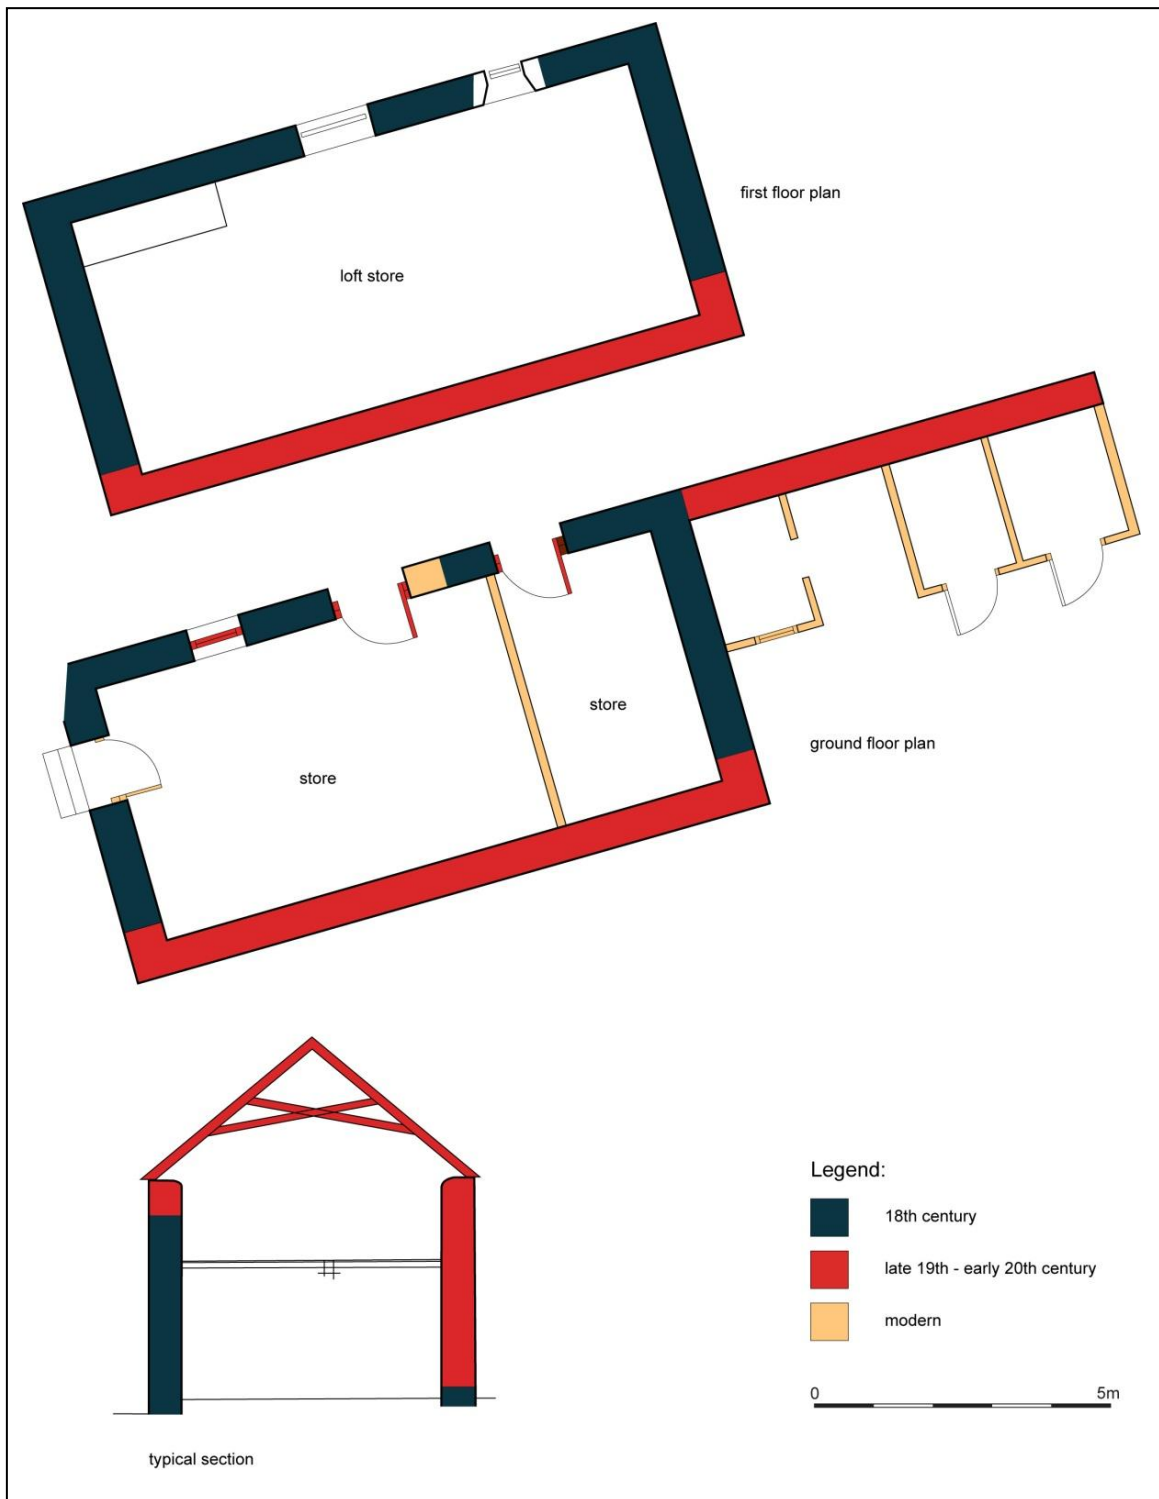 first floor plan
loft store
store
ground floor plan
store
Legend:
18th century
late 19th - early 20th century
modern
0 5m
typical section